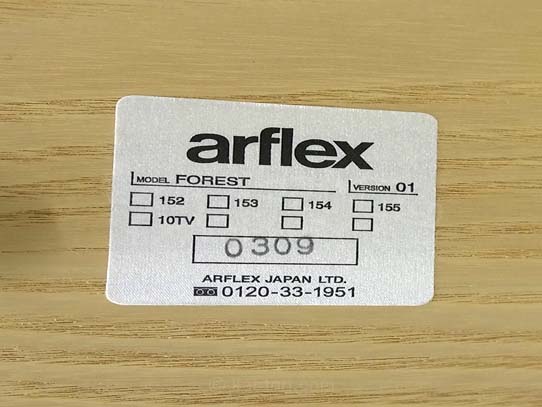 arflex
MODEL FOREST VERSION 01
152 153 154 155
10TV
0309
ARFLEX JAPAN LTD.
0120-33-1951